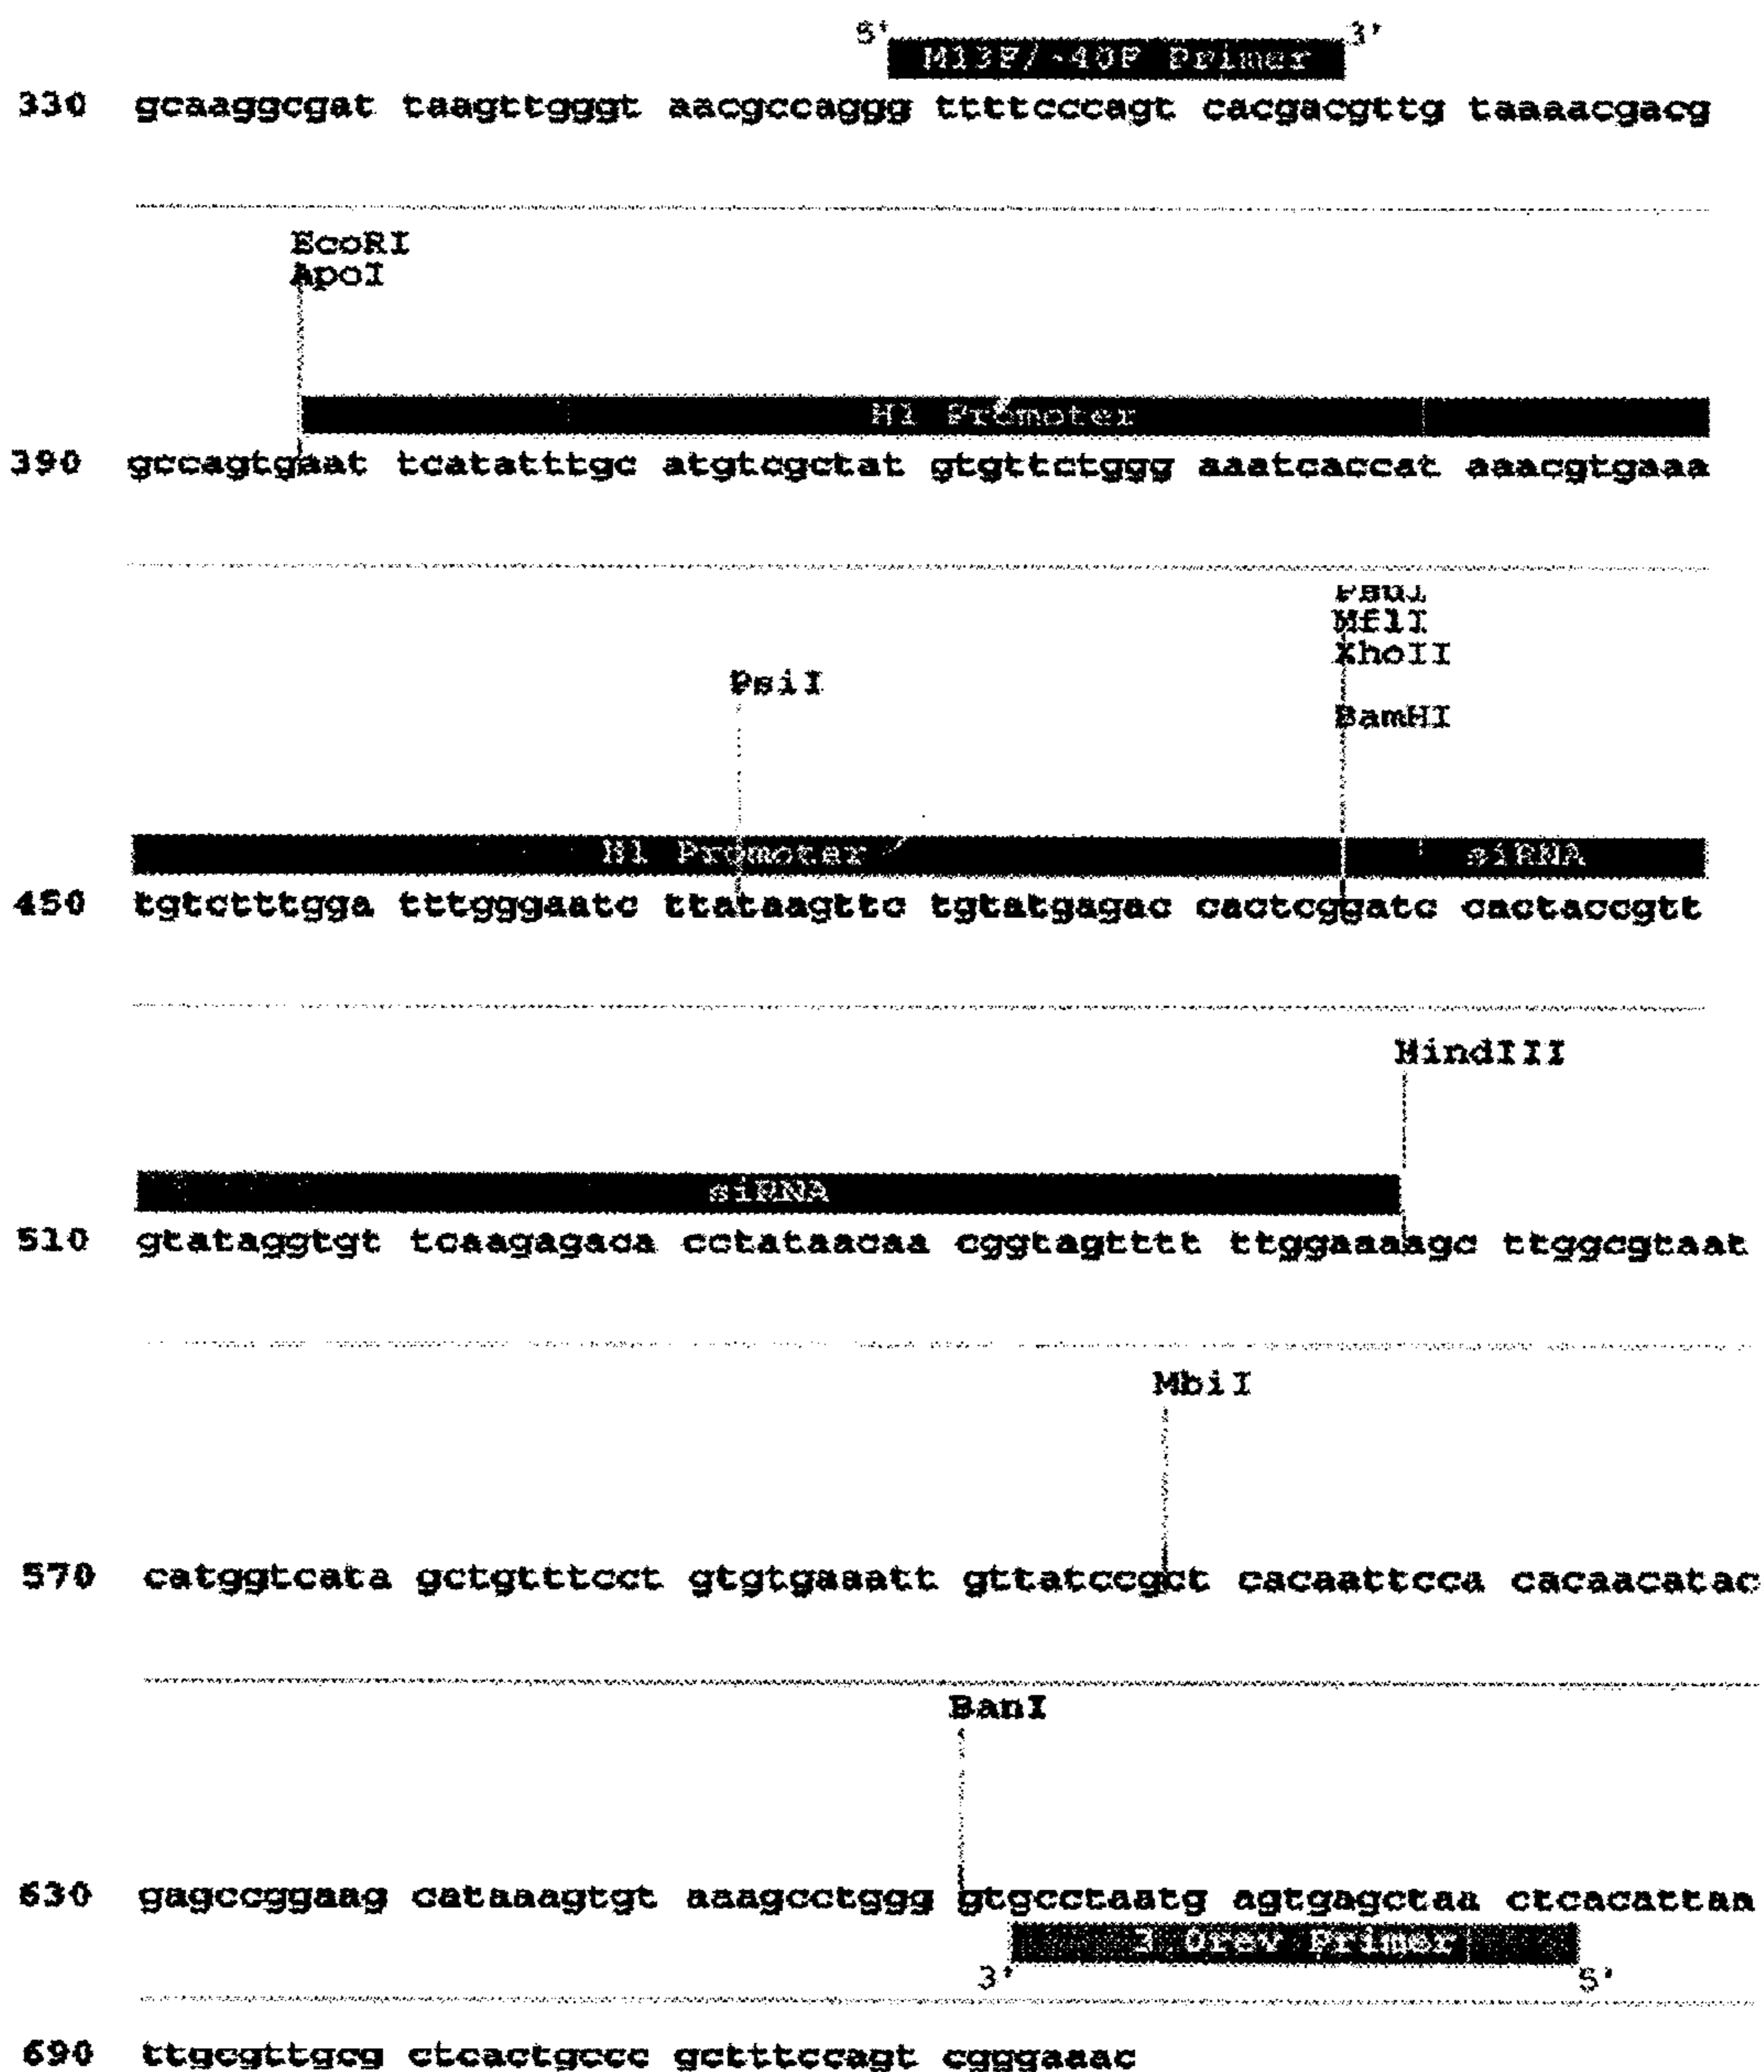 5' 3'
M13F/-40F Primer
330 gcaaggcgat taagttgggt aacgccaggg ttttcccagt cacgacgttg taaaacgacg
EcoRI
ApoI
H1 Promoter
390 gccagtgaat tcatatttgc atgtcgctat gtgttctggg aaatcaccat aaacgtgaaa
PsuI
MflI
XhoII
PsiI
BamHI
H1 Promoter siRNA
450 tgtctttgga tttgggaatc ttataagttc tgtatgagac cactcggatc cactaccgtt
HindIII
siRNA
510 gtataggtgt tcaagagaca cctataacaa cggtagtttt ttggaaaagc ttggcgtaat
MbiI
570 catggtcata gctgtttcct gtgtgaaatt gttatccgct cacaattcca cacaacatac
BanI
630 gagccggaag cataaagtgt aaagcctggg gtgcctaatg agtgagctaa ctcacattaa
Primer
3' 5'
690 ttgcgttgcg ctcactgccc gctttccagt cgggaaac